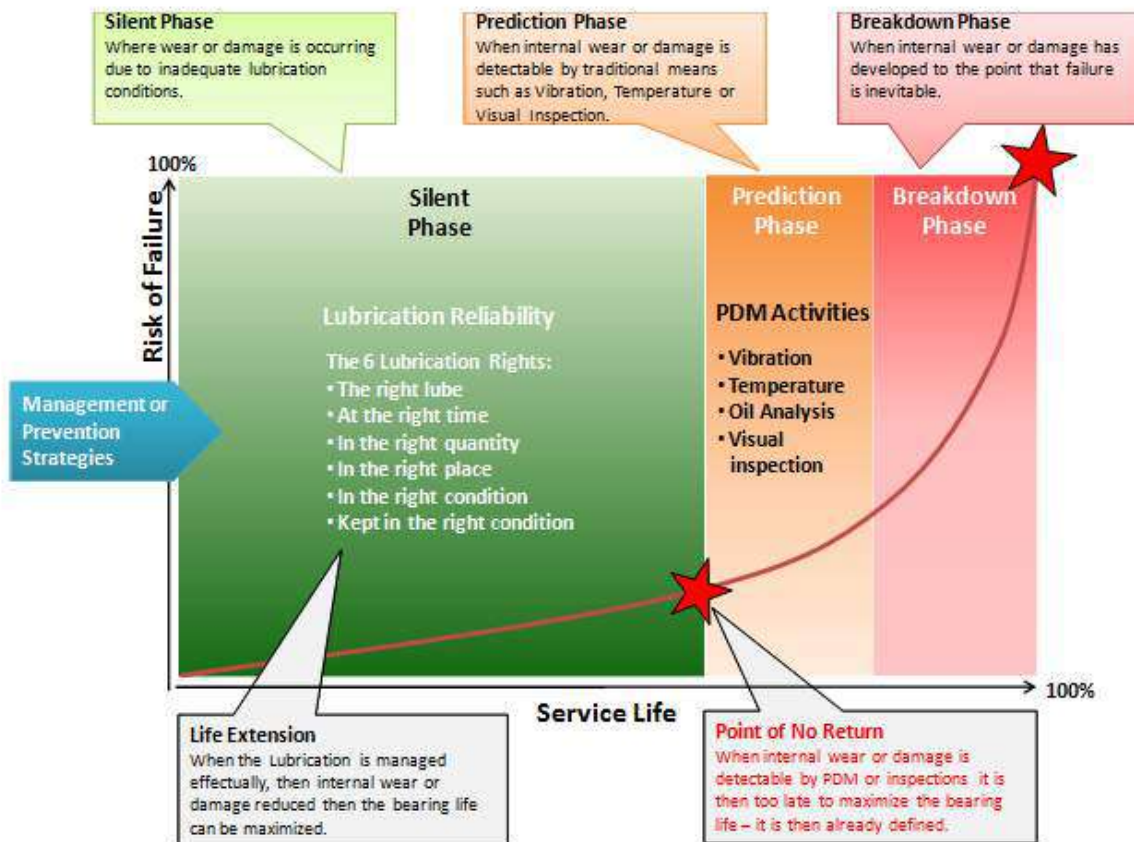 Silent Phase
Where wear or damage is occurring
due to inadequate lubrication
conditions.
Prediction Phase
When internal wear or damage is
detectable by traditional means
such as Vibration, Temperature or
Visual Inspection.
Breakdown Phase
When internal wear or damage has
developed to the point that failure
is inevitable.
100%
Risk of Failure
Silent
Phase
Prediction
Phase
Breakdown
Phase
Lubrication Reliability
The 6 Lubrication Rights:
• The right lube
• At the right time
• In the right quantity
• In the right place
• In the right condition
• Kept in the right condition
PDM Activities
• Vibration
• Temperature
• Oil Analysis
• Visual
inspection
Management or
Prevention
Strategies
Service Life
100%
Life Extension
When the Lubrication is managed
effectually, then internal wear or
damage reduced then the bearing life
can be maximized.
Point of No Return
When internal wear or damage is
detectable by PDM or inspections it is
then too late to maximize the bearing
life – it is then already defined.